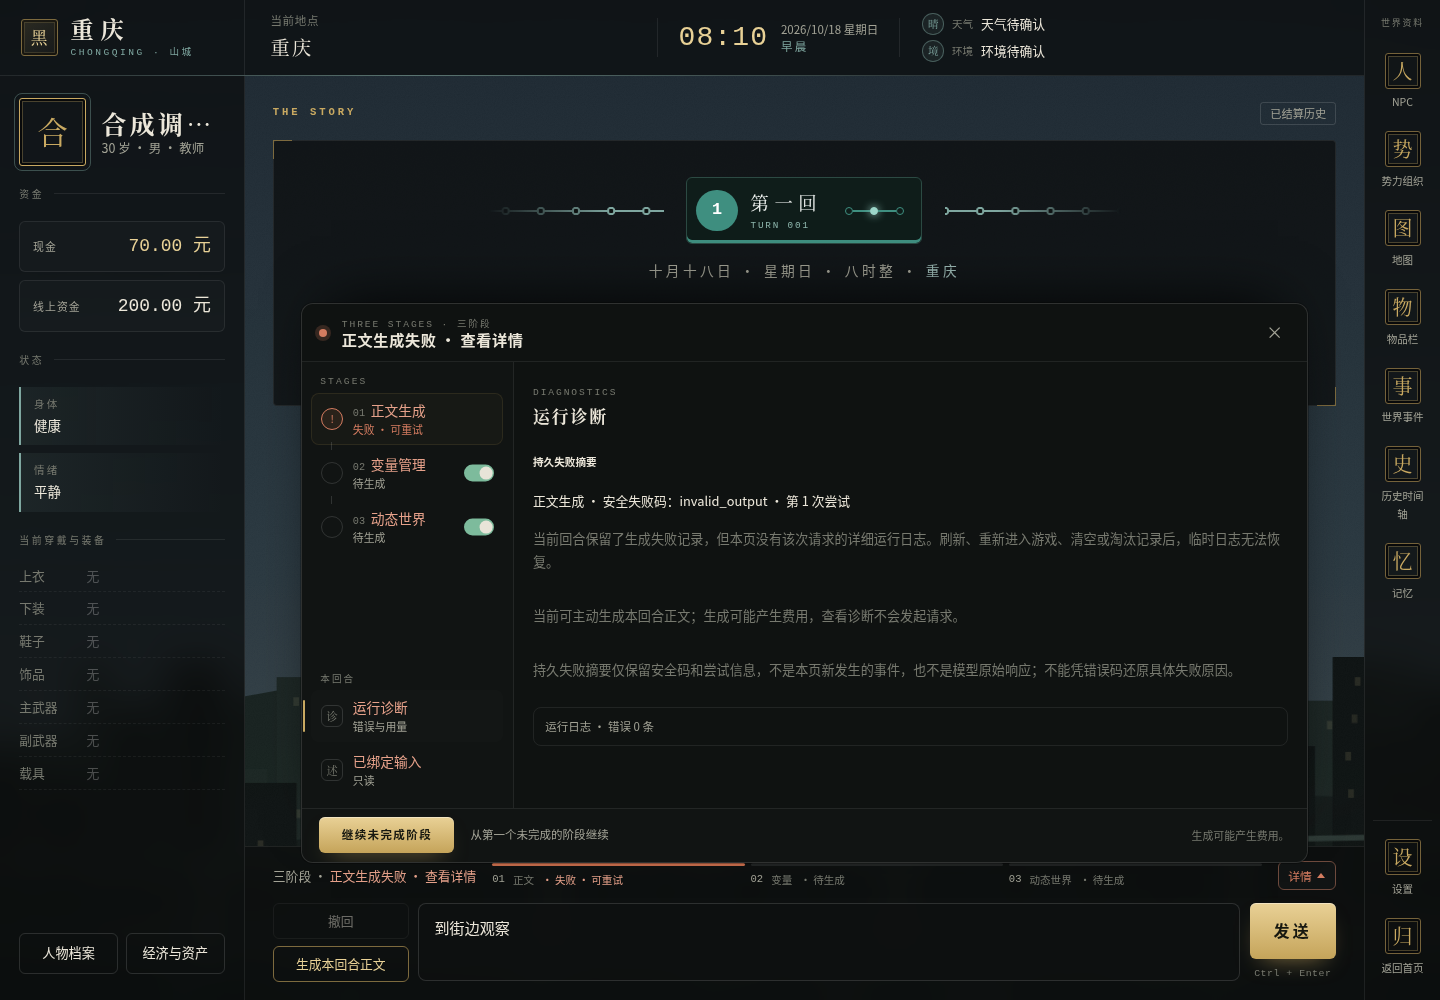 黑
重庆
CHONGQING · 山城
当前地点
重庆
08:10
2026/10/18 星期日
早晨
晴 天气 天气待确认
境 环境 环境待确认
世界资料
人
NPC
势
势力组织
图
地图
物
物品栏
事
世界事件
史
历史时间
轴
忆
记忆
设
设置
归
返回首页
合
合成调…
30 岁 · 男 · 教师
资金
现金 70.00 元
线上资金 200.00 元
状态
身体
健康
情绪
平静
当前穿戴与装备
上衣 无
下装 无
鞋子 无
饰品 无
主武器 无
副武器 无
载具 无
人物档案 经济与资产
THE STORY
已结算历史
1
第一回
TURN 001
十月十八日 · 星期日 · 八时整 · 重庆
THREE STAGES · 三阶段
正文生成失败 · 查看详情
STAGES
! 01 正文生成
失败 · 可重试
02 变量管理
待生成
03 动态世界
待生成
本回合
诊 运行诊断
错误与用量
述 已绑定输入
只读
DIAGNOSTICS
运行诊断
持久失败摘要
正文生成 · 安全失败码：invalid_output · 第 1 次尝试
当前回合保留了生成失败记录，但本页没有该次请求的详细运行日志。刷新、重新进入游戏、清空或淘汰记录后，临时日志无法恢
复。
当前可主动生成本回合正文；生成可能产生费用，查看诊断不会发起请求。
持久失败摘要仅保留安全码和尝试信息，不是本页新发生的事件，也不是模型原始响应；不能凭错误码还原具体失败原因。
运行日志 · 错误 0 条
继续未完成阶段 从第一个未完成的阶段继续 生成可能产生费用。
三阶段 · 正文生成失败 · 查看详情
01 正文 · 失败 · 可重试
02 变量 · 待生成
03 动态世界 · 待生成
详情
撤回
生成本回合正文
到街边观察
发送
Ctrl + Enter